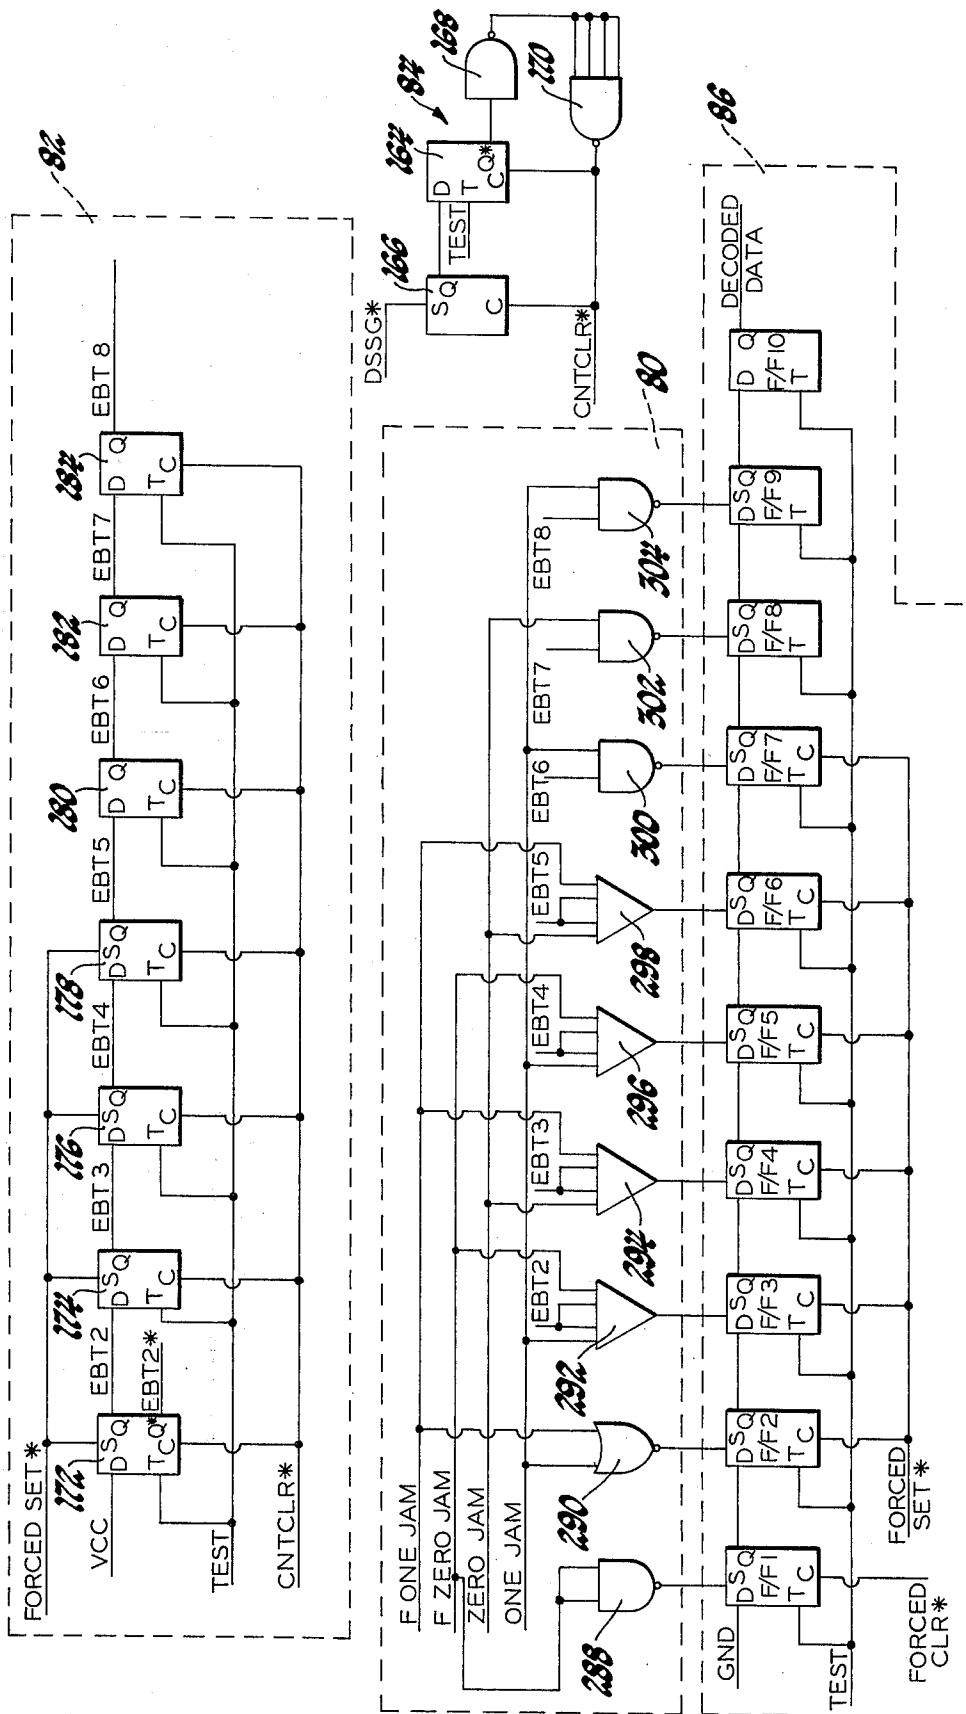 82
FORCED SET*
172
174
176
178
180
182
184
VCC
D S Q
EBT2
D S Q
EBT3
D S Q
EBT4
D S Q
EBT5
D Q
EBT6
D Q
EBT7
D Q
EBT8
T C Q*
EBT2*
T C
T C
T C
T C
T C
T C
TEST
CNTCLR*
DSSG*
166
S Q
C
TEST
164
D
T
C Q*
84
168
170
CNTCLR*
80
F ONE JAM
F ZERO JAM
ZERO JAM
ONE JAM
EBT2
EBT3
EBT4
EBT5
EBT6
EBT7
EBT8
288
290
292
294
296
298
300
302
304
86
GND
D S Q
F/F1
T C
D S Q
F/F2
T C
D S Q
F/F3
T C
D S Q
F/F4
T C
D S Q
F/F5
T C
D S Q
F/F6
T C
D S Q
F/F7
T C
D S Q
F/F8
T
D S Q
F/F9
T
D Q
F/F10
T
DECODED
DATA
TEST
FORCED
SET*
FORCED
CLR*